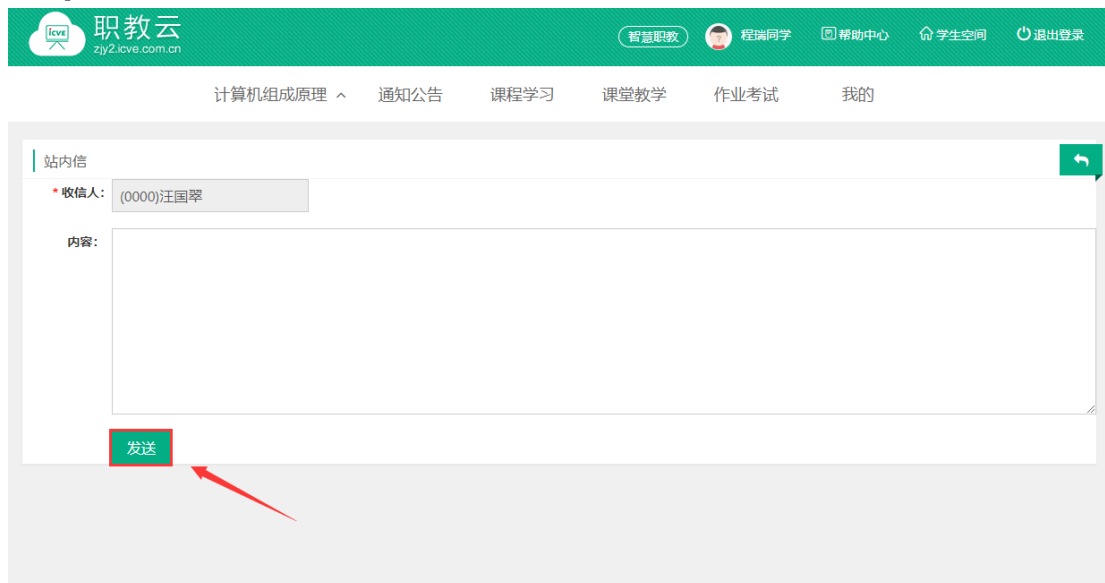 icve 职教云
zjy2.icve.com.cn
智慧职教 程瑞同学 帮助中心 学生空间 退出登录
计算机组成原理 通知公告 课程学习 课堂教学 作业考试 我的
站内信
*收信人: (0000)汪国翠
内容:
发送